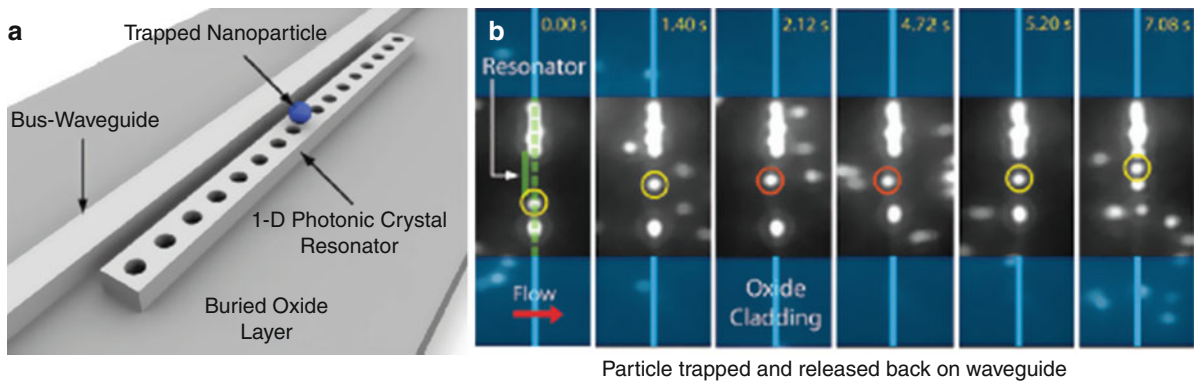 a
Trapped Nanoparticle
Bus-Waveguide
1-D Photonic Crystal
Resonator
Buried Oxide
Layer
b
0.00 s
1.40 s
2.12 s
4.72 s
5.20 s
7.08 s
Resonator
Flow
Oxide
Cladding
Particle trapped and released back on waveguide